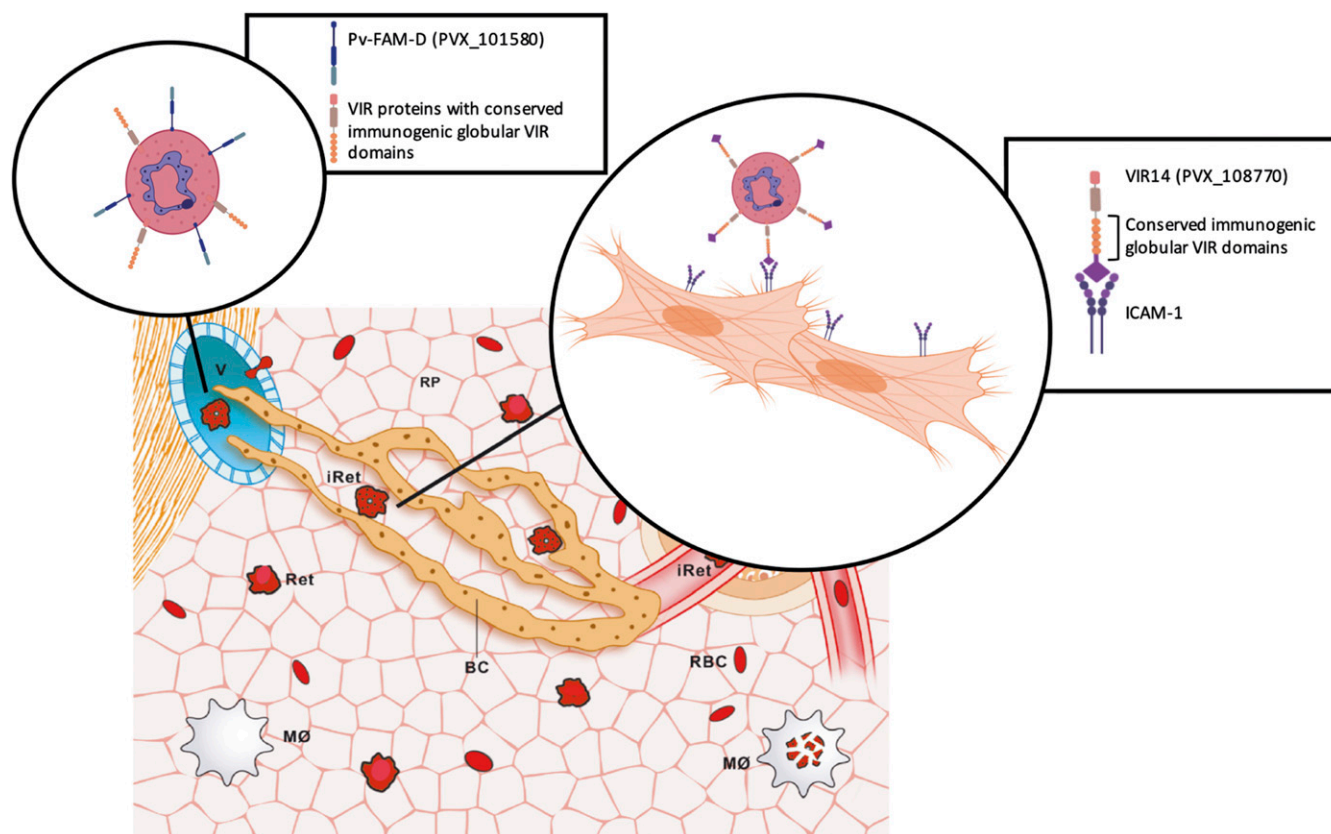 Pv-FAM-D (PVX_101580)
VIR proteins with conserved
immunogenic globular VIR
domains
VIR14 (PVX_108770)
Conserved immunogenic
globular VIR domains
ICAM-1
V
RP
iRet
iRet
Ret
BC
RBC
MØ
MØ